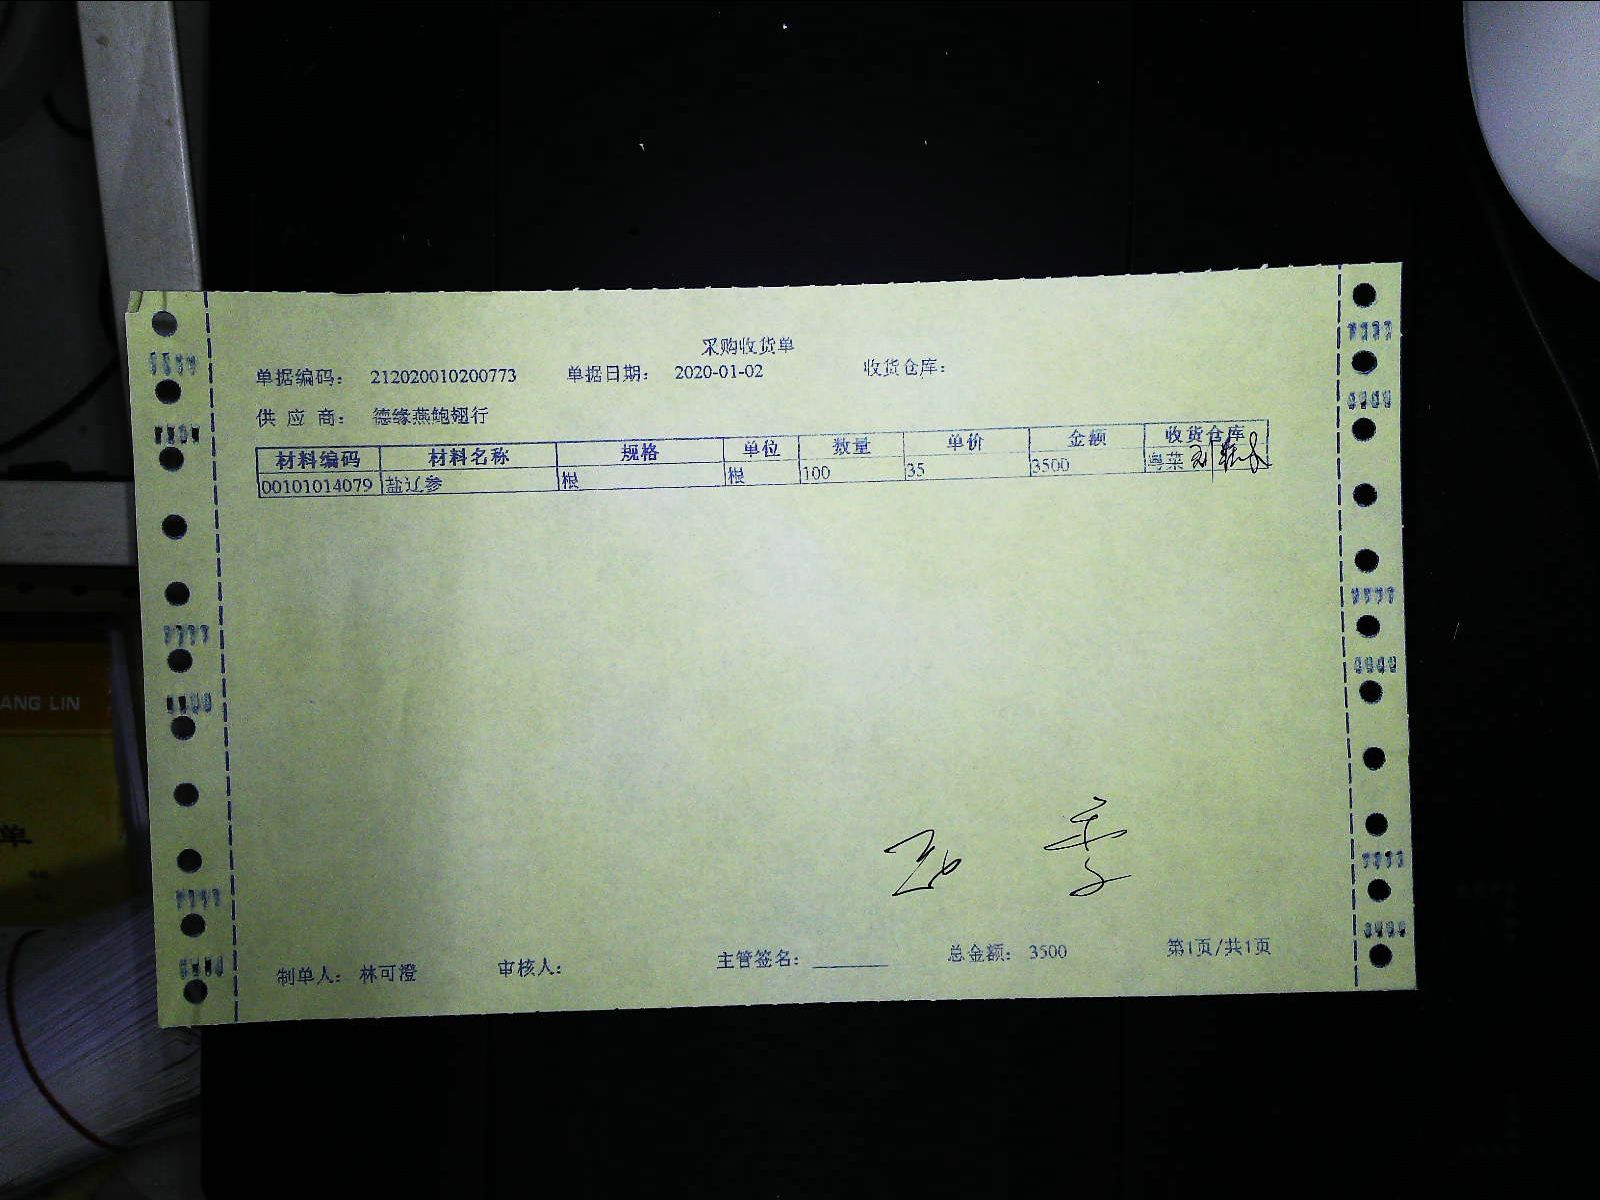 采购收货单
单据编码: 212020010200773 单据日期: 2020-01-02 收货仓库:
供应商: 德缘燕鲍翅行
材料编码 材料名称 规格 单位 数量 单价 金额 收货仓库
00101014079 盐辽参 根 根 100 35 3500 粤菜
制单人: 林可澄 审核人: 主管签名: ______ 总金额: 3500 第1页/共1页
ANG LIN
单